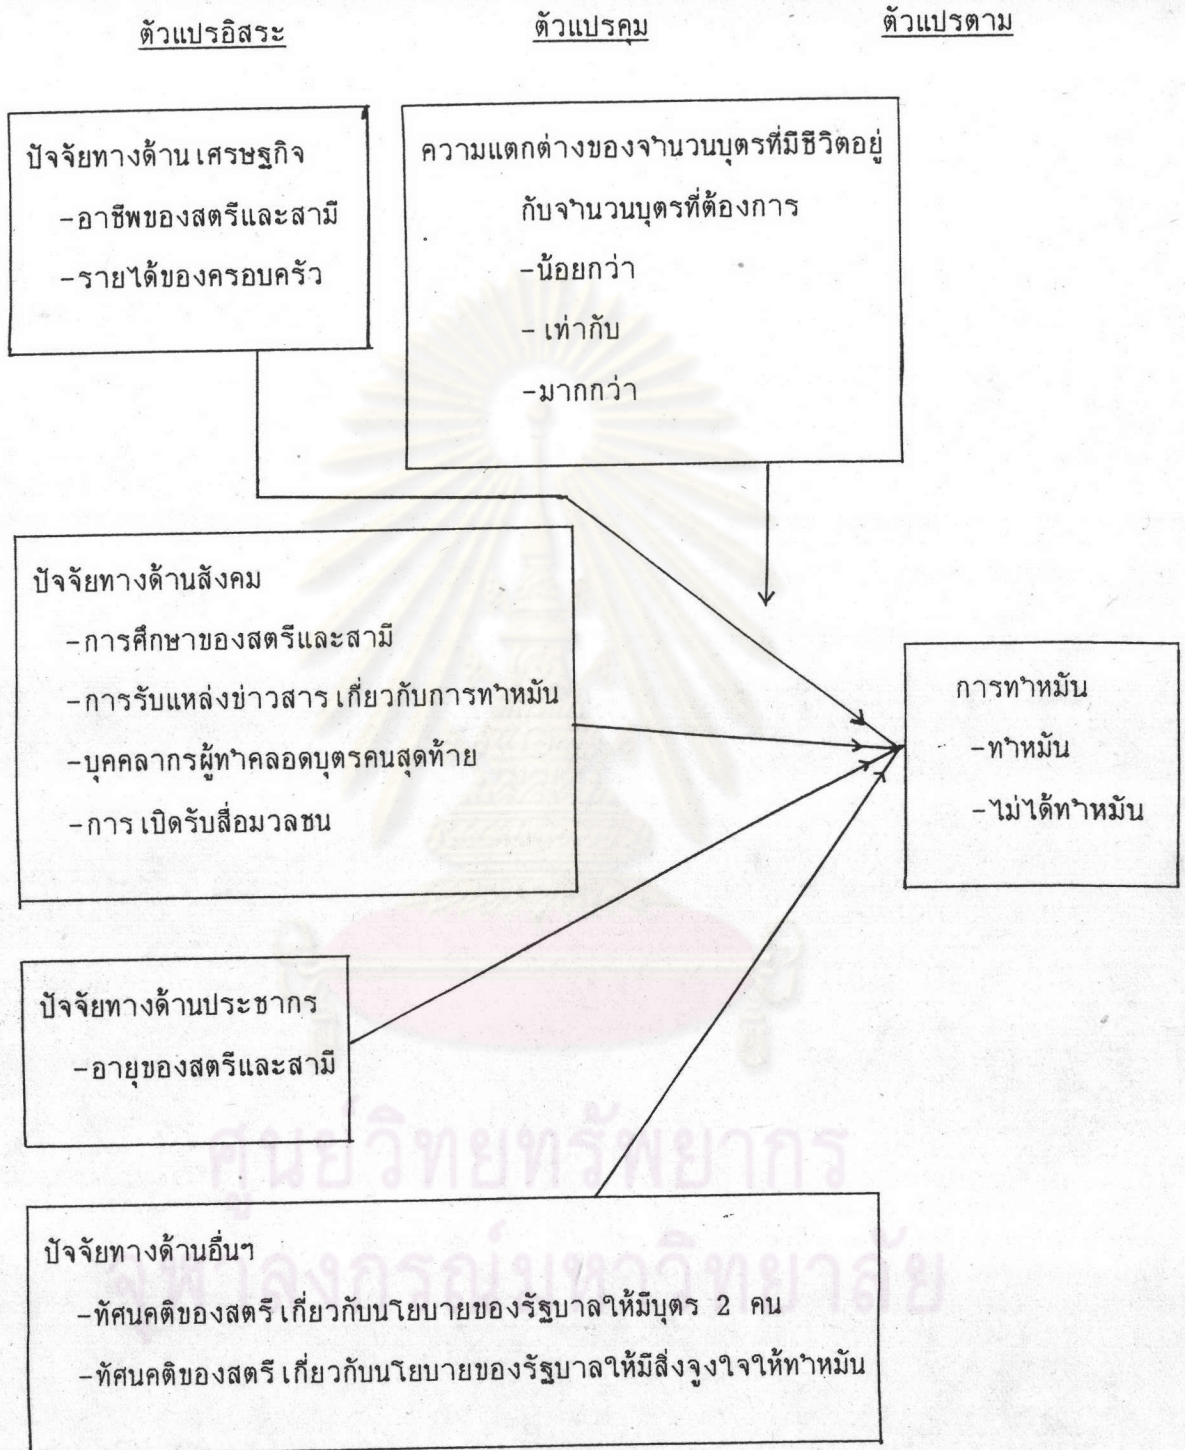 ตัวแปรอิสระ
ตัวแปรคุม
ตัวแปรตาม
ปัจจัยทางด้านเศรษฐกิจ
-อาชีพของสตรีและสามี
-รายได้ของครอบครัว
ความแตกต่างของจำนวนบุตรที่มีชีวิตอยู่
กับจำนวนบุตรที่ต้องการ
-น้อยกว่า
-เท่ากับ
-มากกว่า
ปัจจัยทางด้านสังคม
-การศึกษาของสตรีและสามี
-การรับแหล่งข่าวสารเกี่ยวกับการทำหมัน
-บุคคลากรผู้ทำคลอดบุตรคนสุดท้าย
-การเปิดรับสื่อมวลชน
การทำหมัน
-ทำหมัน
-ไม่ได้ทำหมัน
ปัจจัยทางด้านประชากร
-อายุของสตรีและสามี
ปัจจัยทางด้านอื่นๆ
-ทัศนคติของสตรีเกี่ยวกับนโยบายของรัฐบาลให้มีบุตร 2 คน
-ทัศนคติของสตรีเกี่ยวกับนโยบายของรัฐบาลให้มีสิ่งจูงใจให้ทำหมัน
ศูนย์วิทยทรัพยากร
จุฬาลงกรณ์มหาวิทยาลัย